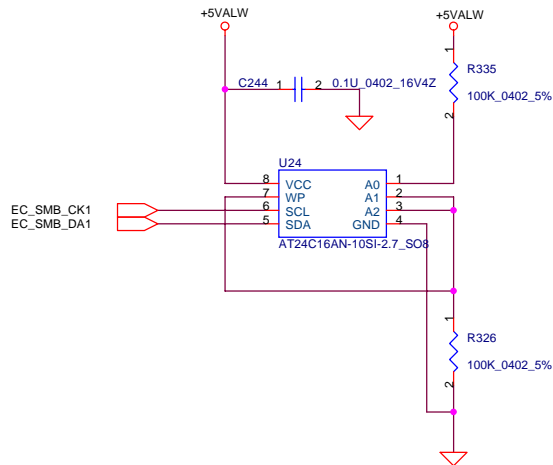 +5VALW
+5VALW
C244 1 2 0.1U_0402_16V4Z
1
R335
100K_0402_5%
2
U24
8 VCC A0 1
7 WP A1 2
EC_SMB_CK1 6 SCL A2 3
EC_SMB_DA1 5 SDA GND 4
AT24C16AN-10SI-2.7_SO8
1
R326
100K_0402_5%
2